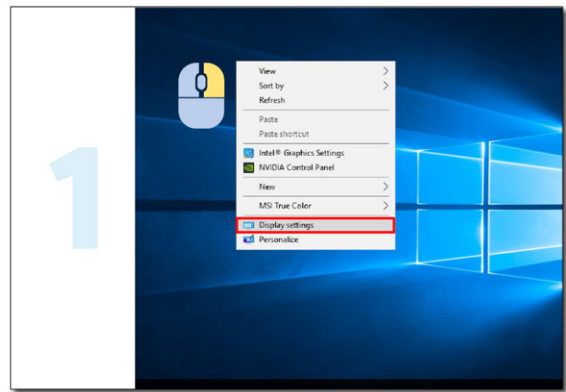 1
View
Sort by
Refresh
Paste
Paste shortcut
Intel® Graphics Settings
NVIDIA Control Panel
New
MSI True Color
Display settings
Personalize